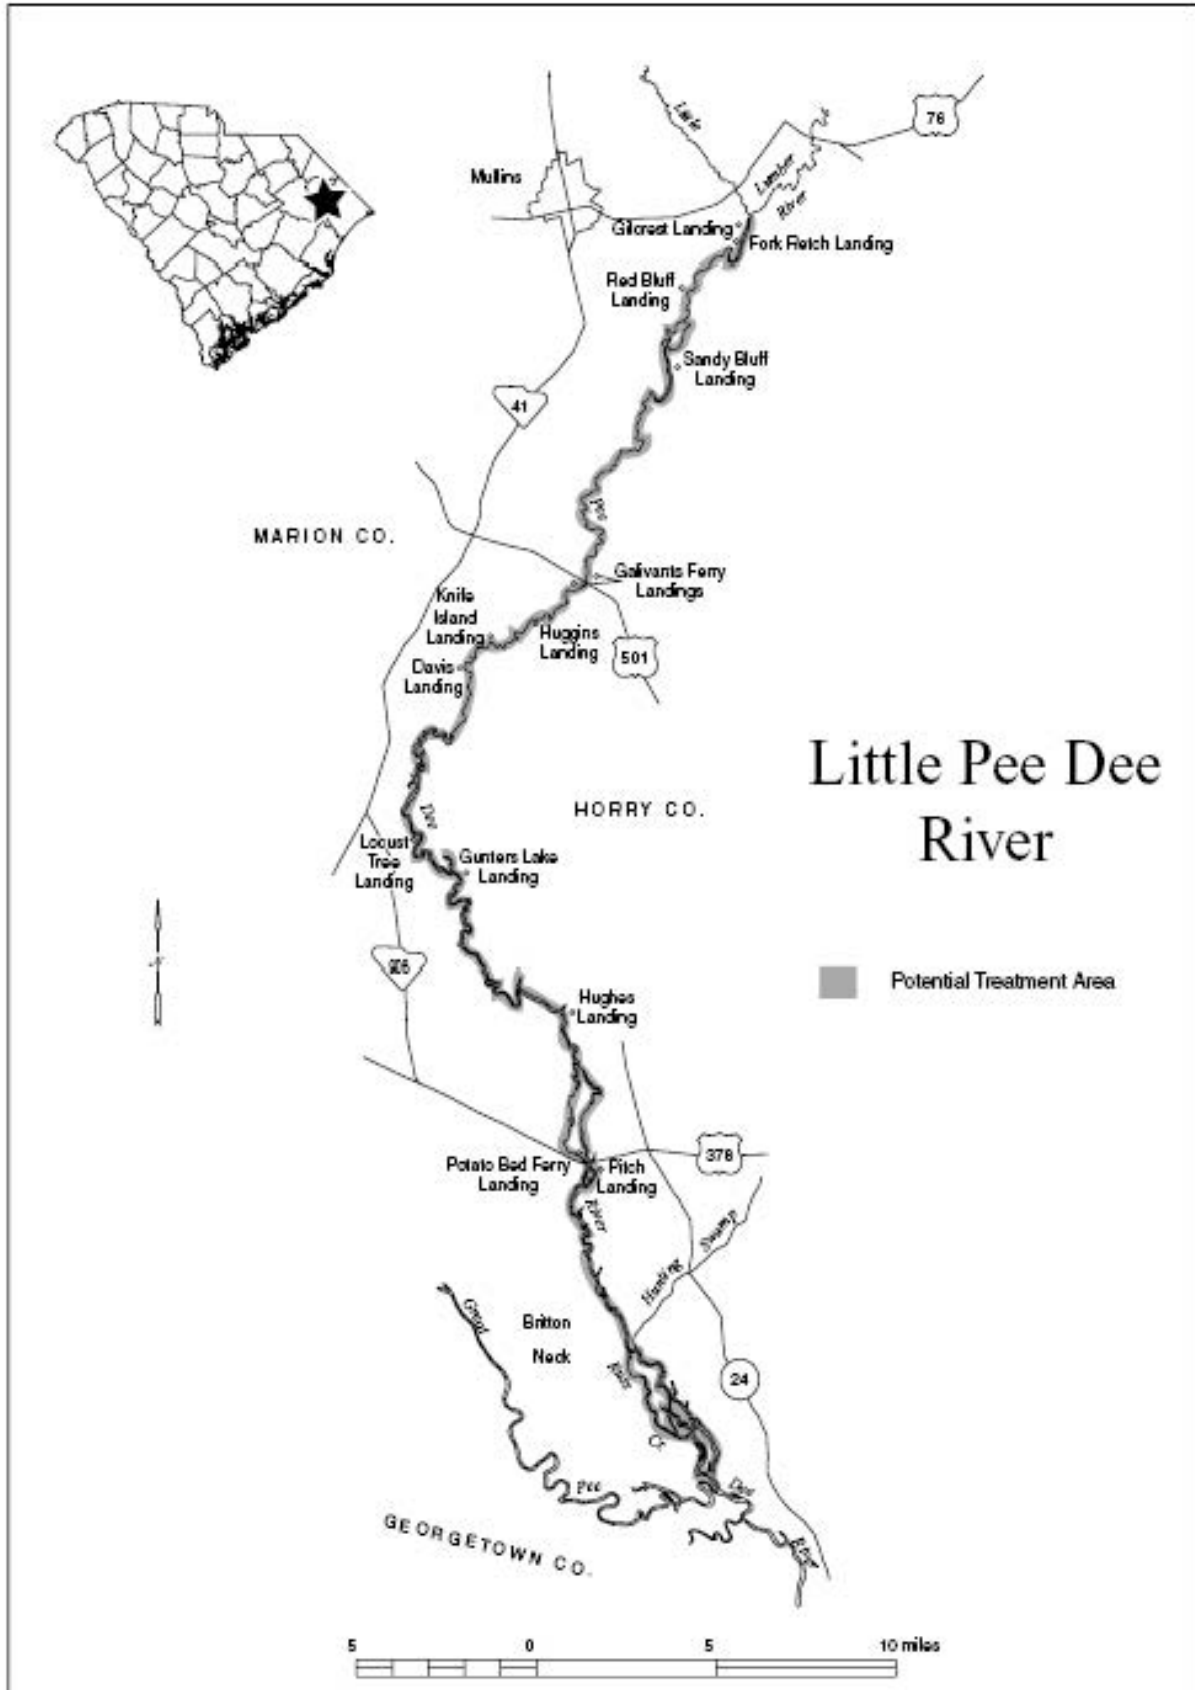 76
Little
Mullins
Lumber
River
Gilcrest Landing
Fork Retch Landing
Red Bluff
Landing
Sandy Bluff
Landing
41
Pee
MARION CO.
Galivants Ferry
Landings
Knife
Island
Landing
Huggins
Landing
501
Davis
Landing
Little Pee Dee
River
HORRY CO.
Dee
Locust
Tree
Landing
Gunters Lake
Landing
N
908
Potential Treatment Area
Hughes
Landing
378
Potato Bed Ferry
Landing
Pitch
Landing
River
Hunting Swamp
Great
Britton
Neck
24
Cr.
Pee
Dee
River
GEORGETOWN CO.
5 0 5 10 miles